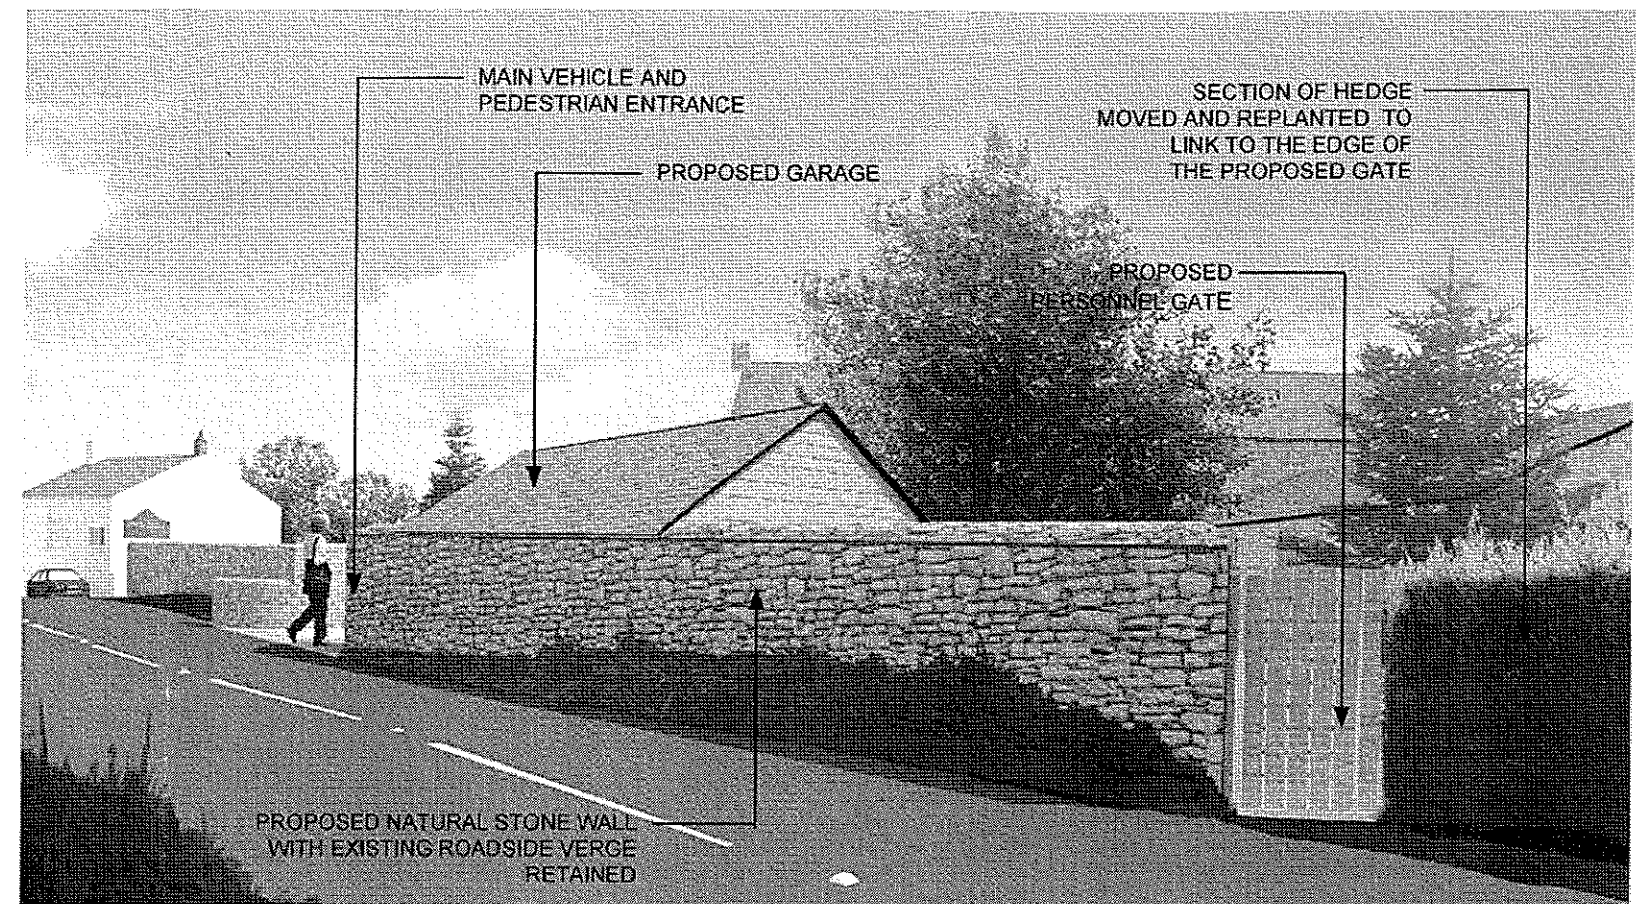 MAIN VEHICLE AND
PEDESTRIAN ENTRANCE
SECTION OF HEDGE
MOVED AND REPLANTED TO
LINK TO THE EDGE OF
THE PROPOSED GATE
PROPOSED GARAGE
PROPOSED
PERSONNEL GATE
PROPOSED NATURAL STONE WALL
WITH EXISTING ROADSIDE VERGE
RETAINED